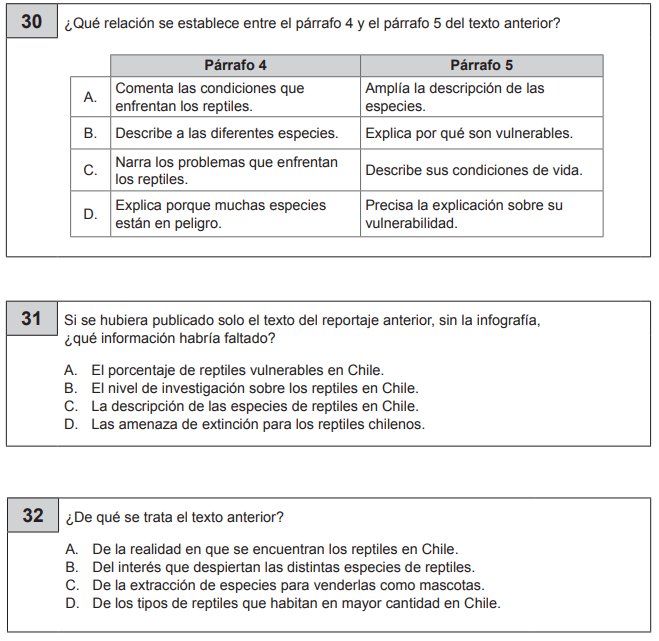 30 ¿Qué relación se establece entre el párrafo 4 y el párrafo 5 del texto anterior?
Párrafo 4 Párrafo 5
A. Comenta las condiciones que enfrentan los reptiles. Amplía la descripción de las especies.
B. Describe a las diferentes especies. Explica por qué son vulnerables.
C. Narra los problemas que enfrentan los reptiles. Describe sus condiciones de vida.
D. Explica porque muchas especies están en peligro. Precisa la explicación sobre su vulnerabilidad.
31 Si se hubiera publicado solo el texto del reportaje anterior, sin la infografía,
¿qué información habría faltado?
A. El porcentaje de reptiles vulnerables en Chile.
B. El nivel de investigación sobre los reptiles en Chile.
C. La descripción de las especies de reptiles en Chile.
D. Las amenaza de extinción para los reptiles chilenos.
32 ¿De qué se trata el texto anterior?
A. De la realidad en que se encuentran los reptiles en Chile.
B. Del interés que despiertan las distintas especies de reptiles.
C. De la extracción de especies para venderlas como mascotas.
D. De los tipos de reptiles que habitan en mayor cantidad en Chile.